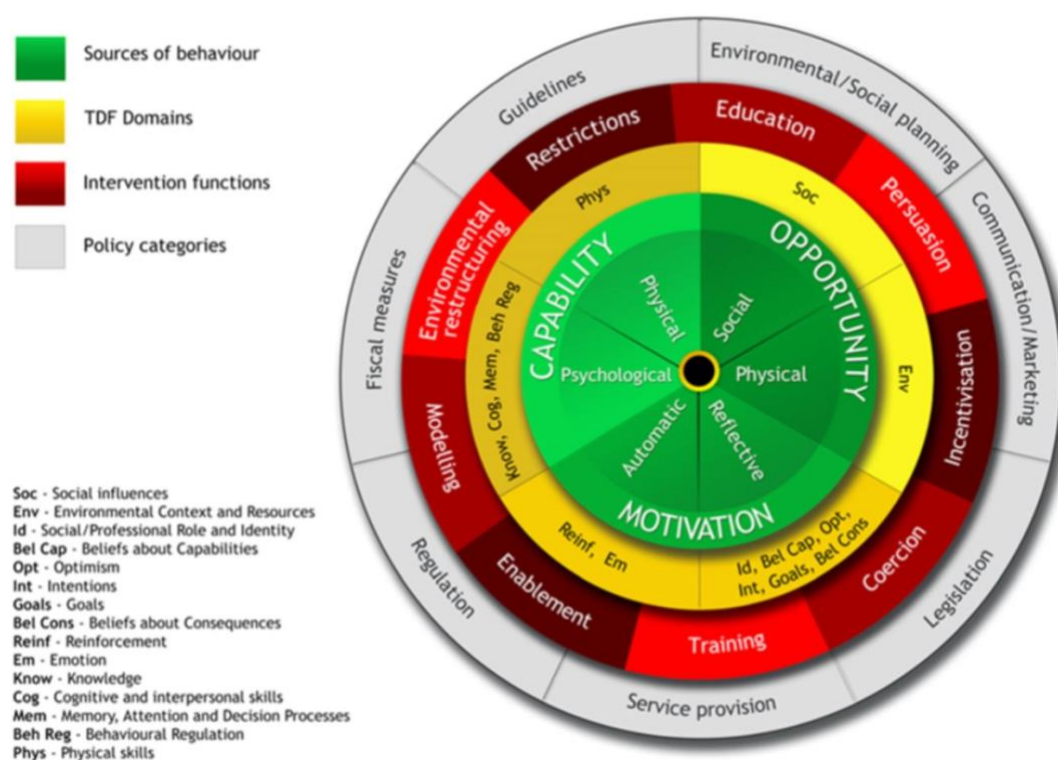 Sources of behaviour
TDF Domains
Intervention functions
Policy categories
Soc - Social influences
Env - Environmental Context and Resources
Id - Social/Professional Role and Identity
Bel Cap - Beliefs about Capabilities
Opt - Optimism
Int - Intentions
Goals - Goals
Bel Cons - Beliefs about Consequences
Reinf - Reinforcement
Em - Emotion
Know - Knowledge
Cog - Cognitive and interpersonal skills
Mem - Memory, Attention and Decision Processes
Beh Reg - Behavioural Regulation
Phys - Physical skills
Guidelines
Environmental/Social planning
Communication/Marketing
Legislation
Service provision
Regulation
Fiscal measures
Restrictions
Education
Persuasion
Incentivisation
Coercion
Training
Enablement
Modelling
Environmental
restructuring
Phys
Soc
Env
Id, Bel Cap, Opt,
Int, Goals, Bel Cons
Reinf, Em
Know, Cog, Mem, Beh Reg
CAPABILITY
OPPORTUNITY
MOTIVATION
Physical
Social
Physical
Reflective
Automatic
Psychological